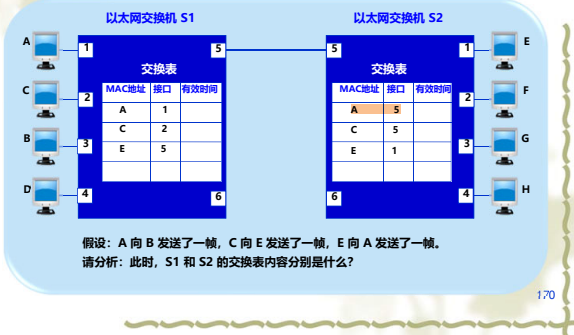 以太网交换机 S1
以太网交换机 S2
A
1
5
5
1
E
交换表
交换表
MAC地址 接口 有效时间
MAC地址 接口 有效时间
C
2
2
F
A 1
A 5
C 2
C 5
B
3
3
G
E 5
E 1
D
4
6
6
4
H
假设：A 向 B 发送了一帧，C 向 E 发送了一帧，E 向 A 发送了一帧。
请分析：此时，S1 和 S2 的交换表内容分别是什么？
170